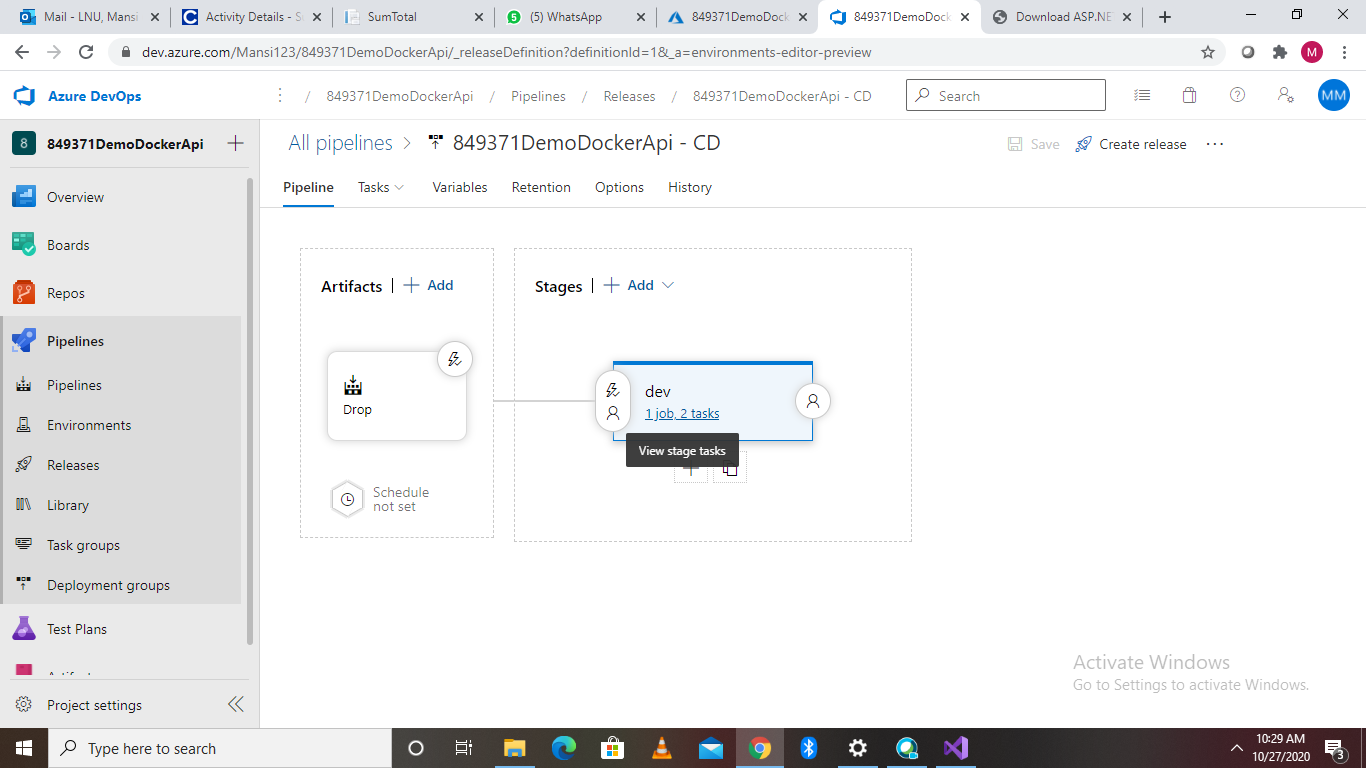 Mail - LNU, Mansi
Activity Details - S
SumTotal
(5) WhatsApp
849371DemoDock
849371DemoDock
Download ASP.NE
dev.azure.com/Mansi123/849371DemoDockerApi/_releaseDefinition?definitionId=1&_a=environments-editor-preview
M
Azure DevOps
849371DemoDockerApi / Pipelines / Releases / 849371DemoDockerApi - CD
Search
MM
8 849371DemoDockerApi
All pipelines > 849371DemoDockerApi - CD
Save
Create release
Pipeline
Tasks
Variables
Retention
Options
History
Overview
Boards
Repos
Pipelines
Pipelines
Environments
Releases
Library
Task groups
Deployment groups
Test Plans
Project settings
Artifacts | + Add
Drop
Schedule
not set
Stages | + Add
dev
1 job, 2 tasks
View stage tasks
Activate Windows
Go to Settings to activate Windows.
Type here to search
10:29 AM
10/27/2020
3